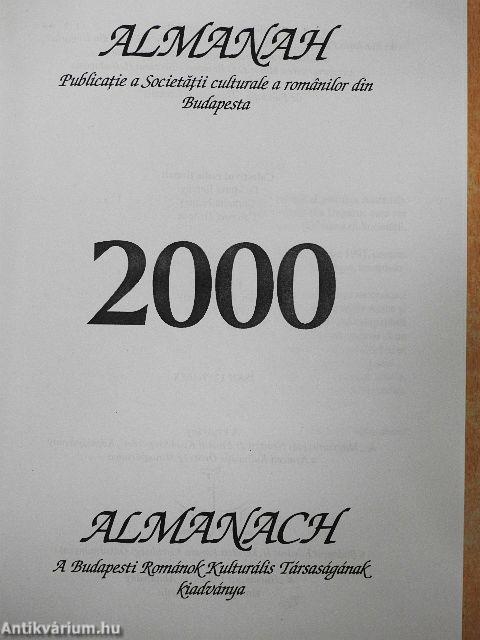 ALMANAH
Publicație a Societății culturale a românilor din
Budapesta
2000
ALMANACH
A Budapesti Románok Kulturális Társaságának
kiadványa
Antikvárium.hu